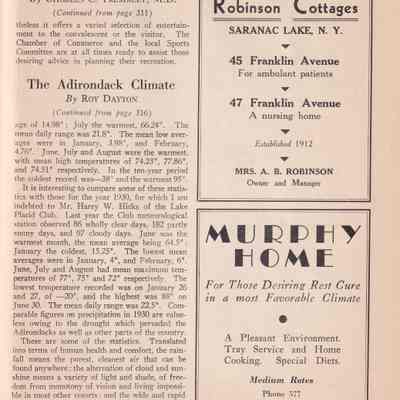 By CHARLES C. TREMBLEY, M.D.
(Continued from page 311)
theless it offers a varied selection of entertain-
ment to the convalescent or the visitor. The
Chamber of Commerce and the local Sports
Committee are at all times ready to assist those
desiring advice in planning their recreation.
The Adirondack Climate
By ROY DAYTON
(Continued from page 316)
age of 14.98°; July the warmest, 66.24°. The
mean daily range was 21.8°. The mean low aver-
ages were in January, 3.98°, and February,
4.70°. June, July and August were the warmest,
with mean high temperatures of 74.23°, 77.86°,
and 74.51° respectively. In the ten-year period
the coldest record was—38° and the warmest 95°.
It is interesting to compare some of these statis-
tics with those for the year 1930, for which I am
indebted to Mr. Harry W. Hicks of the Lake
Placid Club. Last year the Club meteorological
station observed 86 wholly clear days, 182 partly
sunny days, and 97 cloudy days. June was the
warmest month, the mean average being 64.5°;
January the coldest, 15.25°. The lowest mean
averages were in January, 4°, and February, 6°.
June, July and August had mean maximum tem-
peratures of 77°, 75° and 72° respectively. The
lowest temperature recorded was on January 26
and 27, of —20°, and the highest was 88° on
June 30. The mean daily range was 22.5°. Com-
parable figures on precipitation in 1930 are value-
less owing to the drought which pervaded the
Adirondacks as well as other parts of the country.
These are some of the statistics. Translated
into terms of human health and comfort, the rain-
fall means the purest, clearest air that can be
found anywhere; the alternation of cloud and sun-
shine means a variety of light and shade, of free-
dom from monotony of vision and living impossi-
ble in most other resorts; and the wide and rapid
Robinson Cottages
SARANAC LAKE, N. Y.
45 Franklin Avenue
For ambulant patients
47 Franklin Avenue
A nursing home
Established 1912
MRS. A. B. ROBINSON
Owner and Manager
MURPHY
HOME
For Those Desiring Rest Cure
in a most Favorable Climate
A Pleasant Environment.
Tray Service and Home
Cooking. Special Diets.
Medium Rates
Phone 577